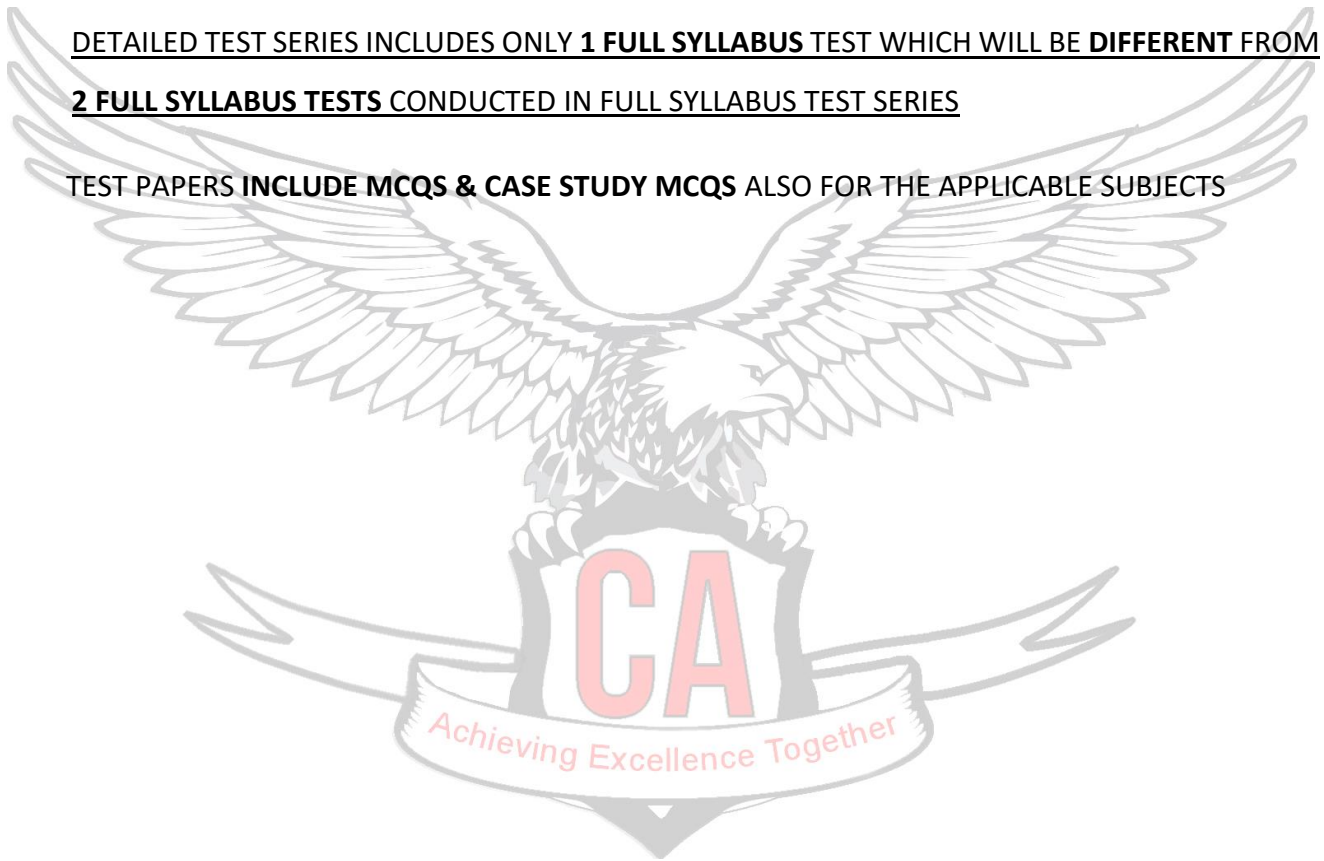 DETAILED TEST SERIES INCLUDES ONLY 1 FULL SYLLABUS TEST WHICH WILL BE DIFFERENT FROM
2 FULL SYLLABUS TESTS CONDUCTED IN FULL SYLLABUS TEST SERIES
TEST PAPERS INCLUDE MCQS & CASE STUDY MCQS ALSO FOR THE APPLICABLE SUBJECTS
CA
Achieving Excellence Together